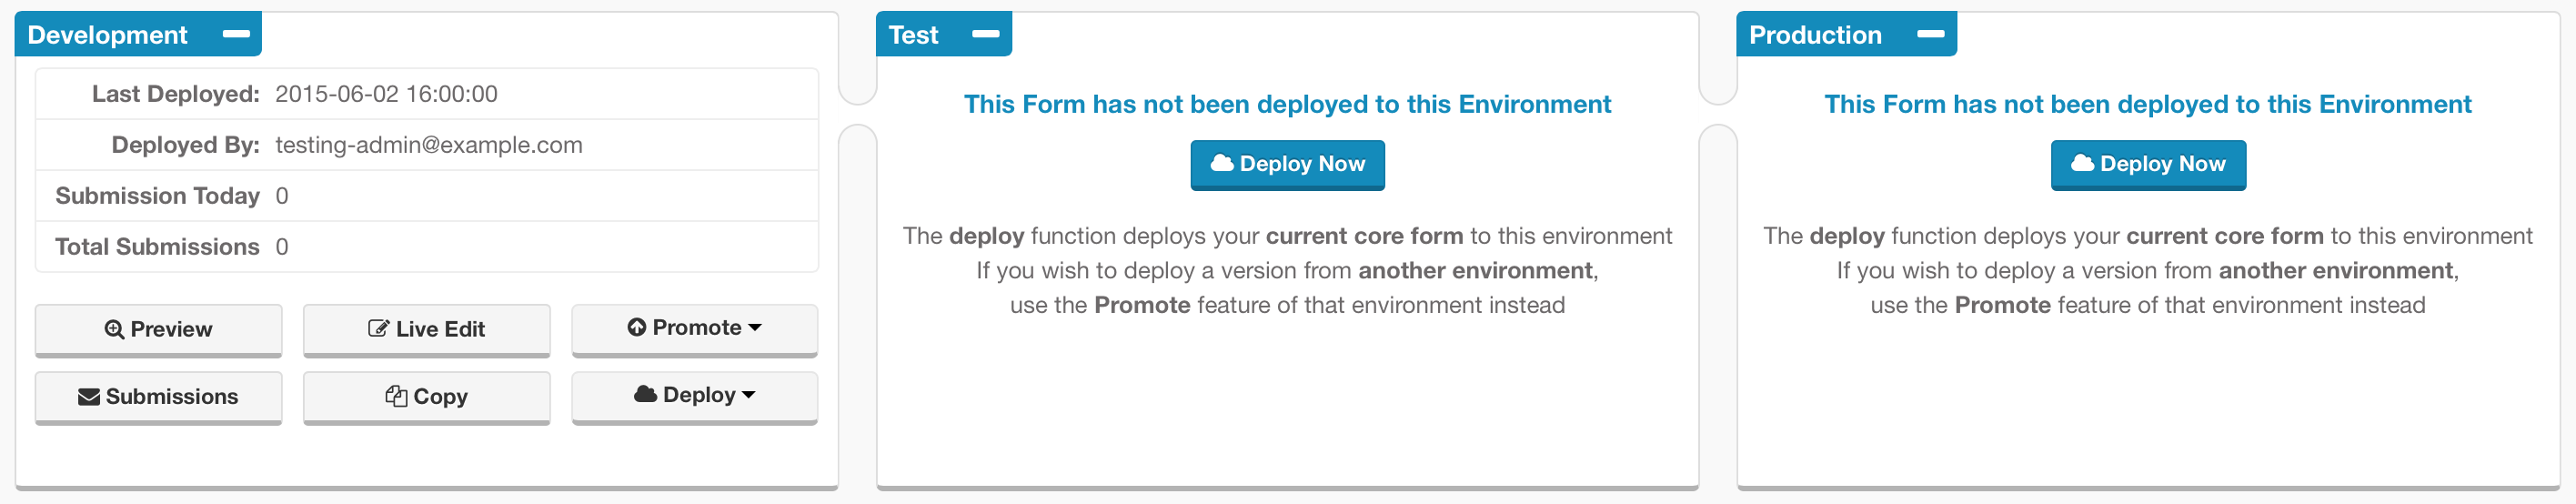 Development
Last Deployed: 2015-06-02 16:00:00
Deployed By: testing-admin@example.com
Submission Today 0
Total Submissions 0
Preview
Live Edit
Promote
Submissions
Copy
Deploy
Test
This Form has not been deployed to this Environment
Deploy Now
The deploy function deploys your current core form to this environment
If you wish to deploy a version from another environment,
use the Promote feature of that environment instead
Production
This Form has not been deployed to this Environment
Deploy Now
The deploy function deploys your current core form to this environment
If you wish to deploy a version from another environment,
use the Promote feature of that environment instead